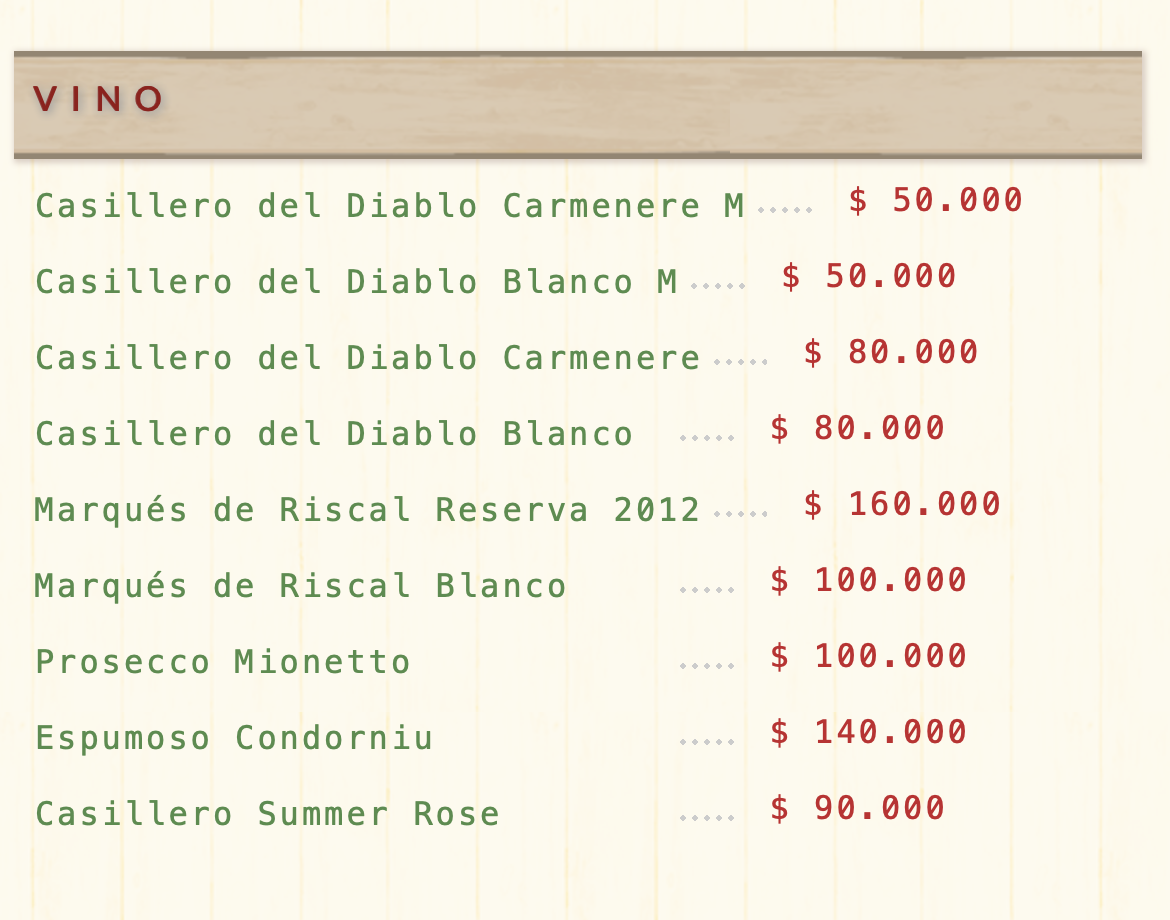 VINO
Casillero del Diablo Carmenere M ..... $ 50.000
Casillero del Diablo Blanco M ..... $ 50.000
Casillero del Diablo Carmenere ..... $ 80.000
Casillero del Diablo Blanco ..... $ 80.000
Marqués de Riscal Reserva 2012 ..... $ 160.000
Marqués de Riscal Blanco ..... $ 100.000
Prosecco Mionetto ..... $ 100.000
Espumoso Condorniu ..... $ 140.000
Casillero Summer Rose ..... $ 90.000